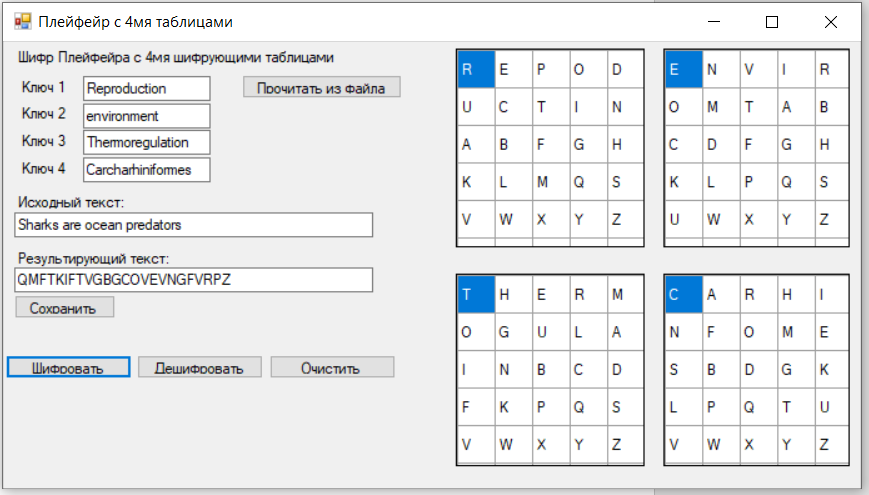 Плейфейр с 4мя таблицами
Шифр Плейфейра с 4мя шифрующими таблицами
Ключ 1 Reproduction Прочитать из файла
Ключ 2 environment
Ключ 3 Thermoregulation
Ключ 4 Carcharhiniformes
Исходный текст:
Sharks are ocean predators
Результирующий текст:
QMFTKIFTVGBGCOVEVNGFVRPZ
Сохранить
Шифровать Дешифровать Очистить
R E P O D
U C T I N
A B F G H
K L M Q S
V W X Y Z
E N V I R
O M T A B
C D F G H
K L P Q S
U W X Y Z
T H E R M
O G U L A
I N B C D
F K P Q S
V W X Y Z
C A R H I
N F O M E
S B D G K
L P Q T U
V W X Y Z